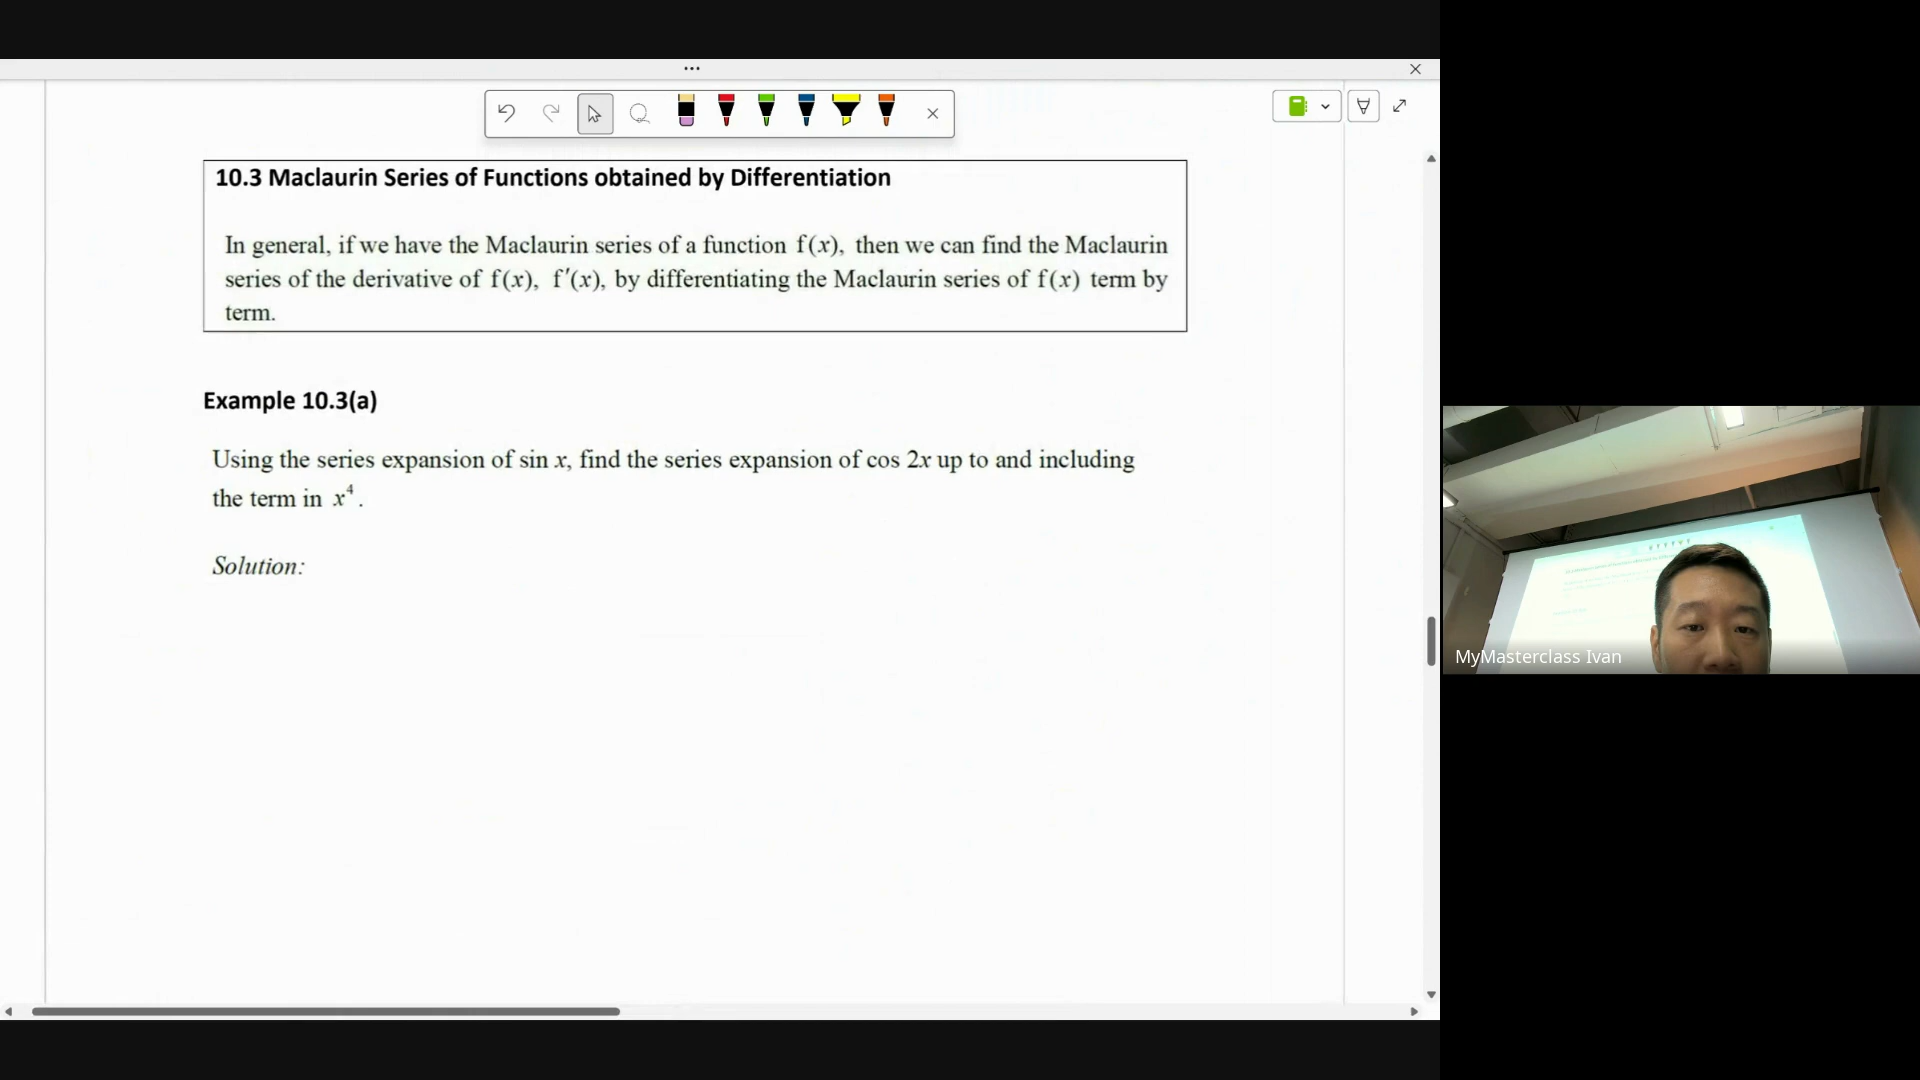 10.3 Maclaurin Series of Functions obtained by Differentiation
In general, if we have the Maclaurin series of a function f(x), then we can find the Maclaurin
series of the derivative of f(x), f′(x), by differentiating the Maclaurin series of f(x) term by
term.
Example 10.3(a)
Using the series expansion of sin x, find the series expansion of cos 2x up to and including
the term in x⁴.
Solution:
MyMasterclass Ivan